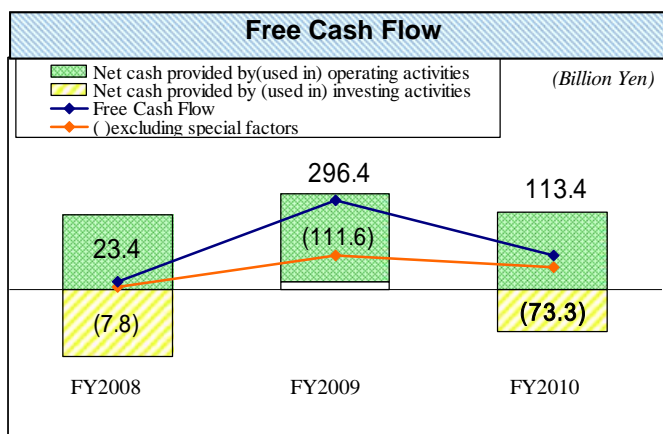 Free Cash Flow
Net cash provided by(used in) operating activities
(Billion Yen)
Net cash provided by (used in) investing activities
Free Cash Flow
( )excluding special factors
296.4
113.4
23.4
(111.6)
(7.8)
(73.3)
FY2008
FY2009
FY2010